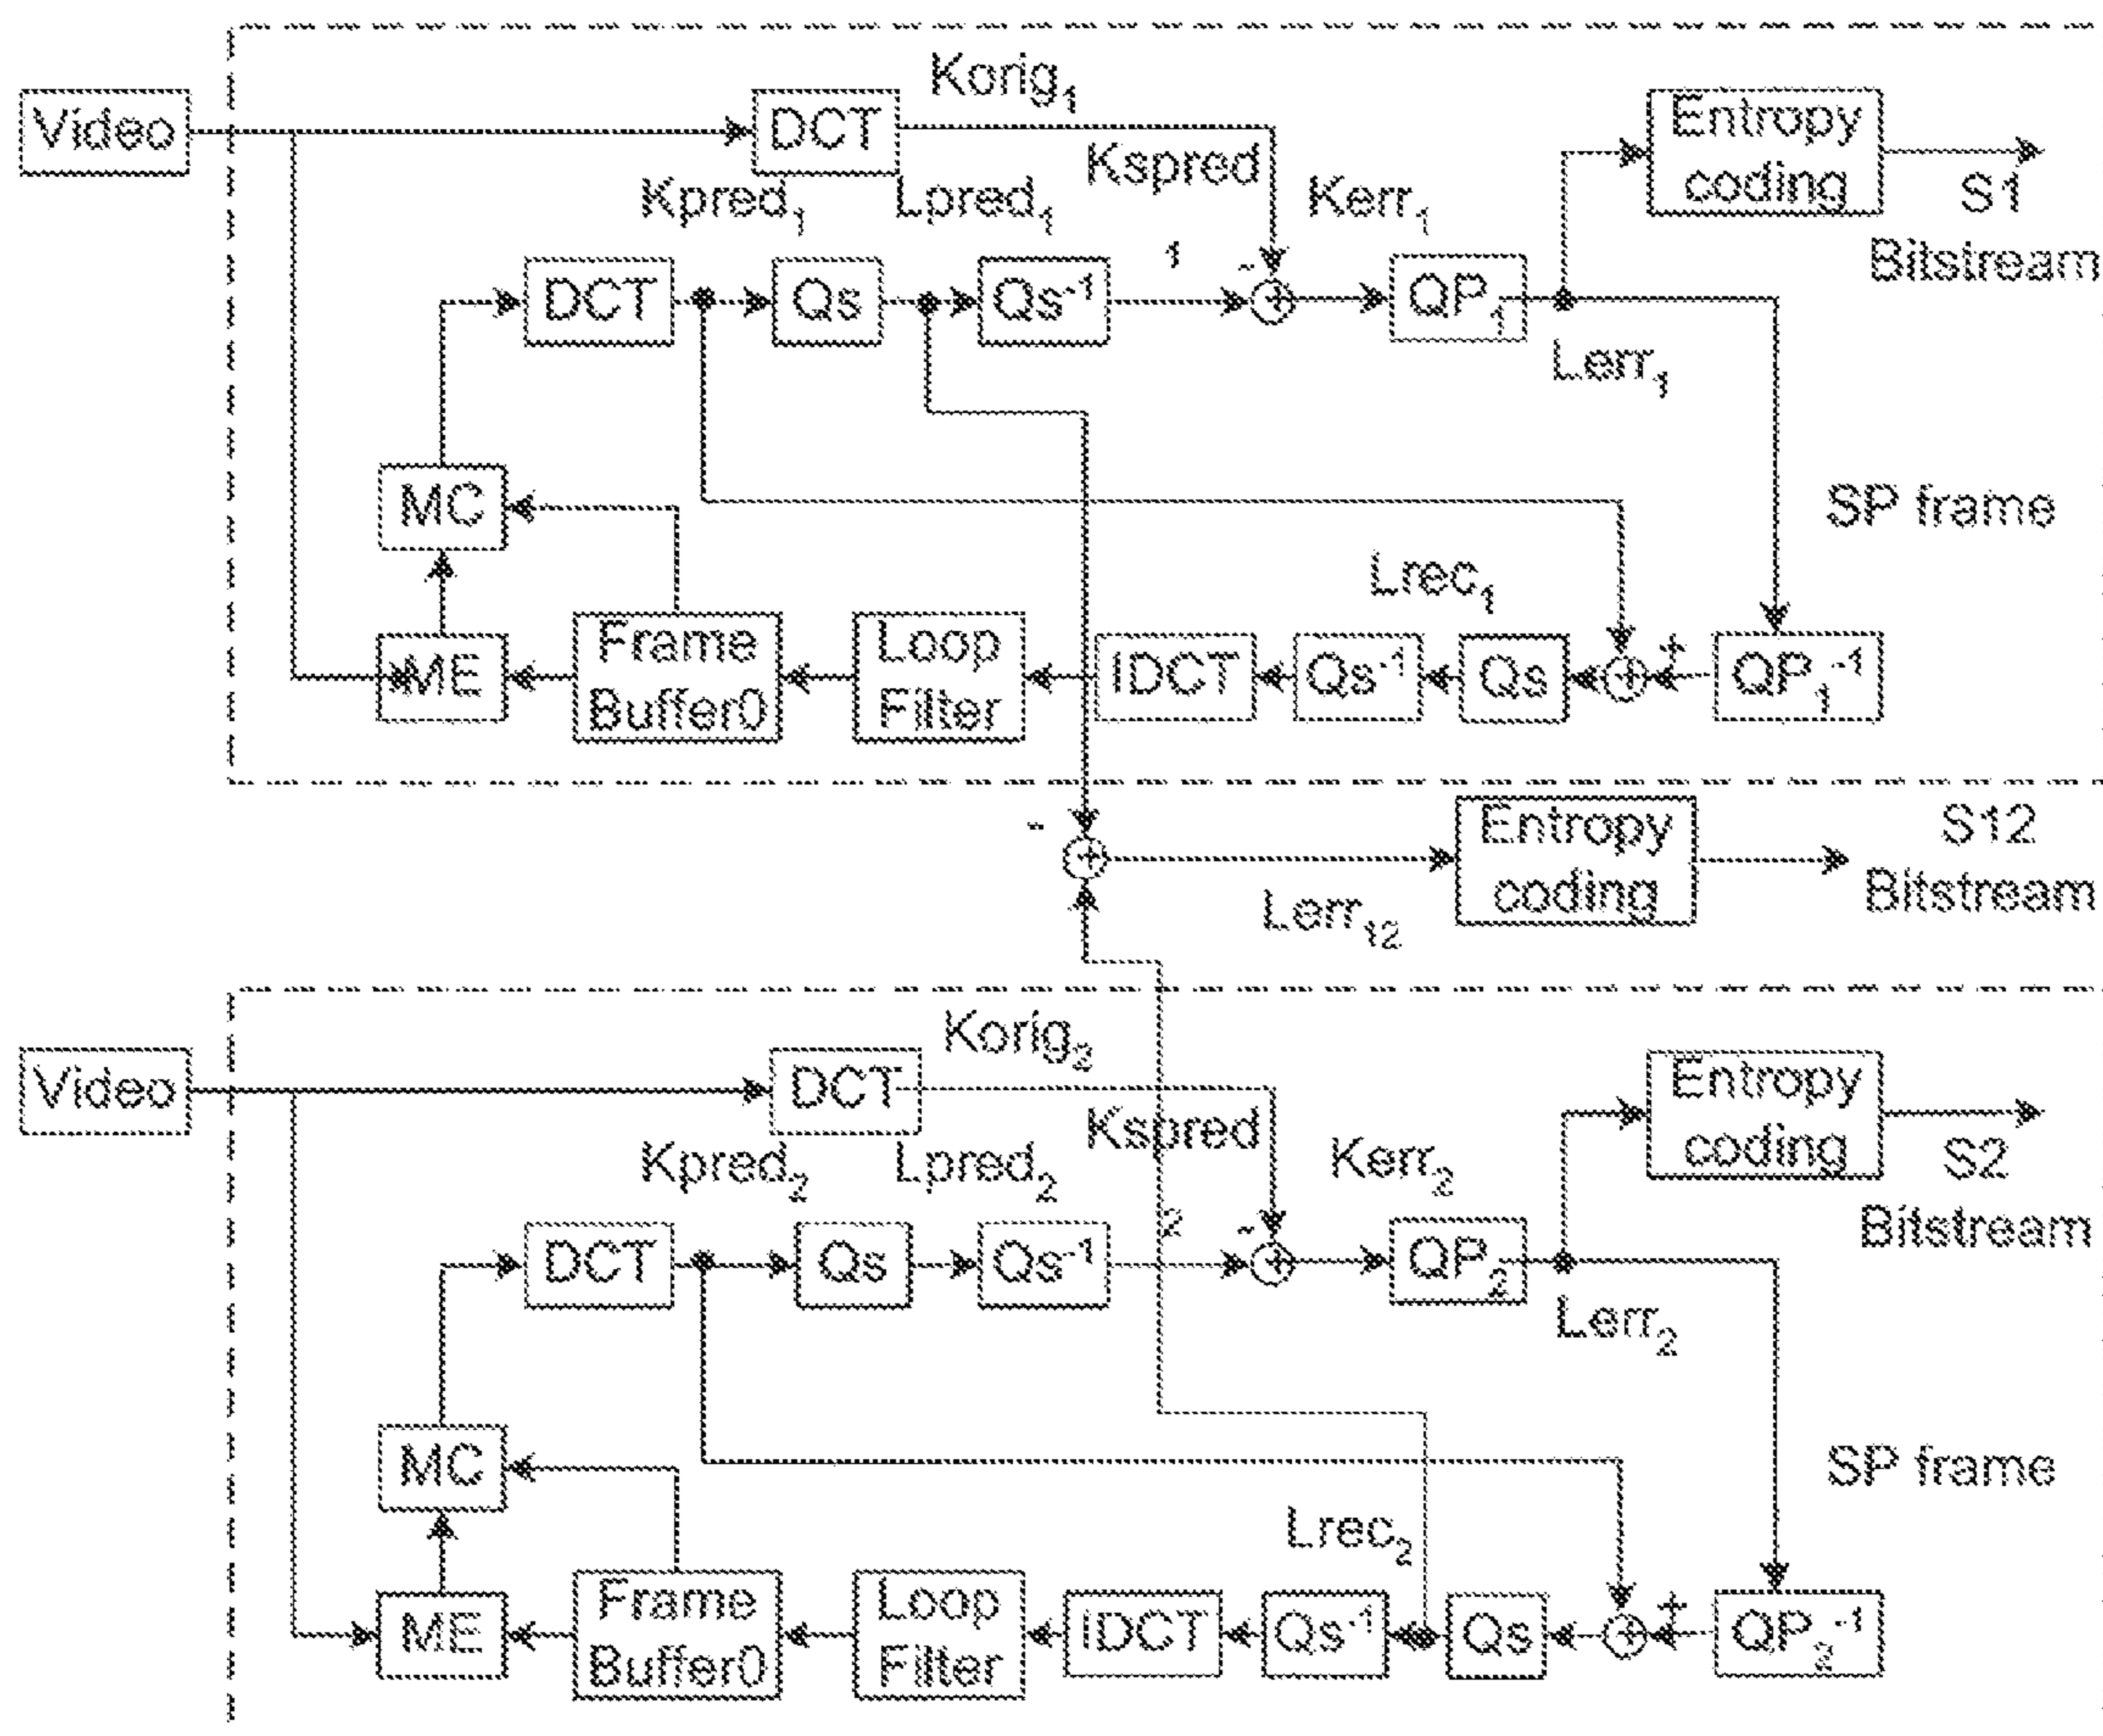 Korig1
Video
DCT
Entropy
coding
Kspred
Kpred1
Lpred1
Kerr1
S1
Bitstream
1
-
DCT
Qs
Qs-1
+
QP1
Lerr1
MC
SP frame
Lrec1
ME
Frame
Buffer0
Loop
Filter
IDCT
Qs-1
Qs
+
+
QP1-1
-
+
Entropy
coding
S12
Bitstream
Lerr12
Korig2
Video
DCT
Entropy
coding
Kspred
Kpred2
Lpred2
Kerr2
S2
Bitstream
2
-
DCT
Qs
Qs-1
+
QP2
Lerr2
MC
SP frame
Lrec2
ME
Frame
Buffer0
Loop
Filter
IDCT
Qs-1
Qs
+
+
QP2-1